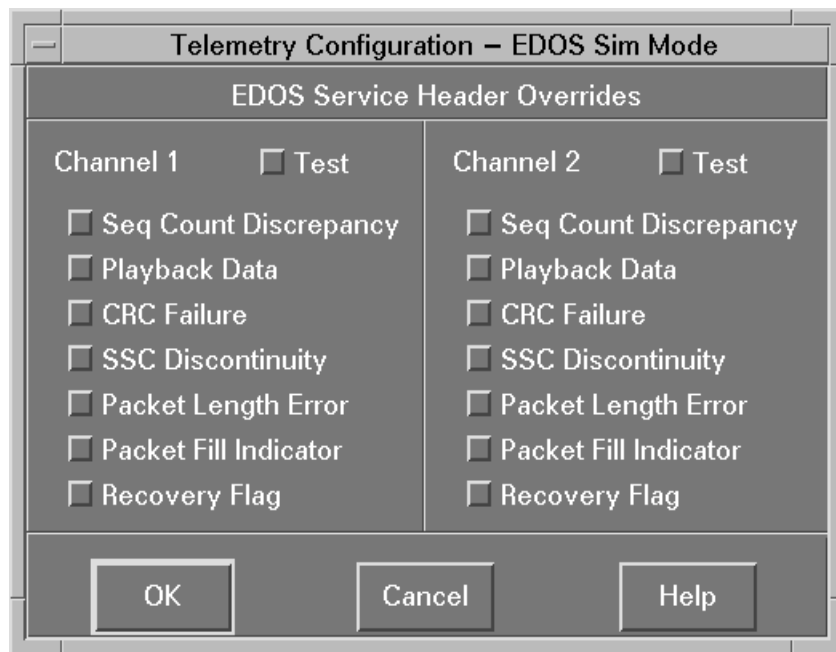 Telemetry Configuration – EDOS Sim Mode
EDOS Service Header Overrides
Channel 1 Test
Seq Count Discrepancy
Playback Data
CRC Failure
SSC Discontinuity
Packet Length Error
Packet Fill Indicator
Recovery Flag
Channel 2 Test
Seq Count Discrepancy
Playback Data
CRC Failure
SSC Discontinuity
Packet Length Error
Packet Fill Indicator
Recovery Flag
OK Cancel Help